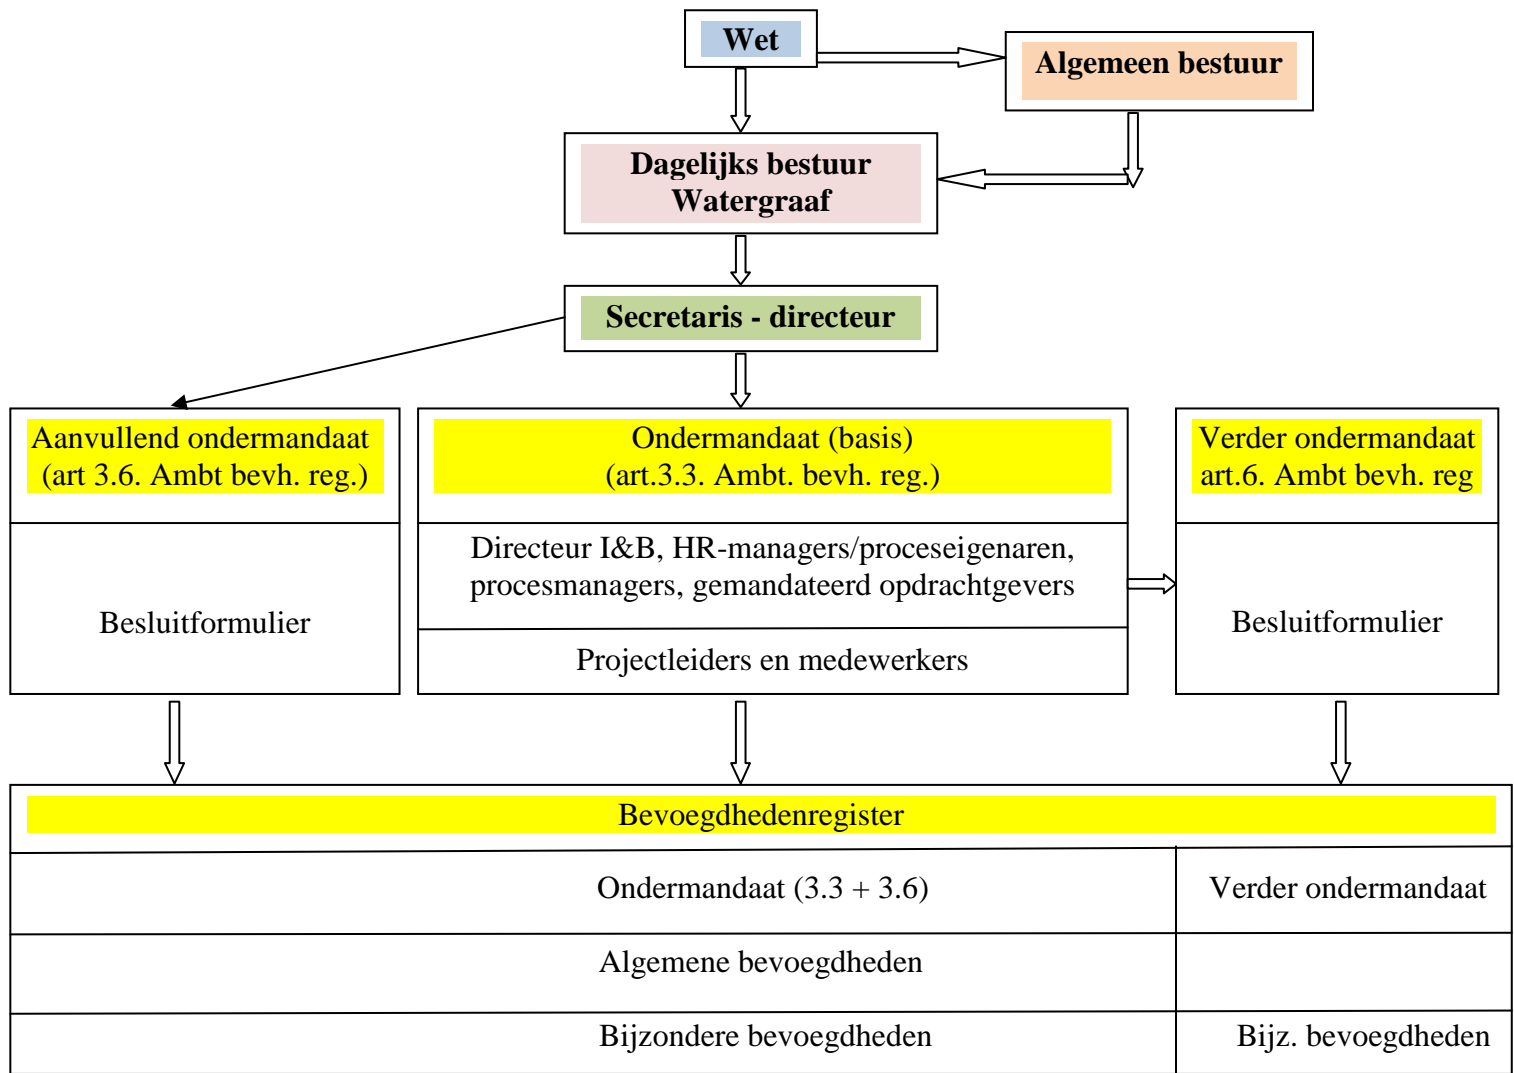 Wet
Algemeen bestuur
Dagelijks bestuur
Watergraaf
Secretaris - directeur
Aanvullend ondermandaat
(art 3.6. Ambt bevh. reg.)
Besluitformulier
Ondermandaat (basis)
(art.3.3. Ambt. bevh. reg.)
Directeur I&B, HR-managers/proceseigenaren,
procesmanagers, gemandateerd opdrachtgevers
Projectleiders en medewerkers
Verder ondermandaat
art.6. Ambt bevh. reg
Besluitformulier
Bevoegdhedenregister
Ondermandaat (3.3 + 3.6)
Verder ondermandaat
Algemene bevoegdheden
Bijzondere bevoegdheden
Bijz. bevoegdheden